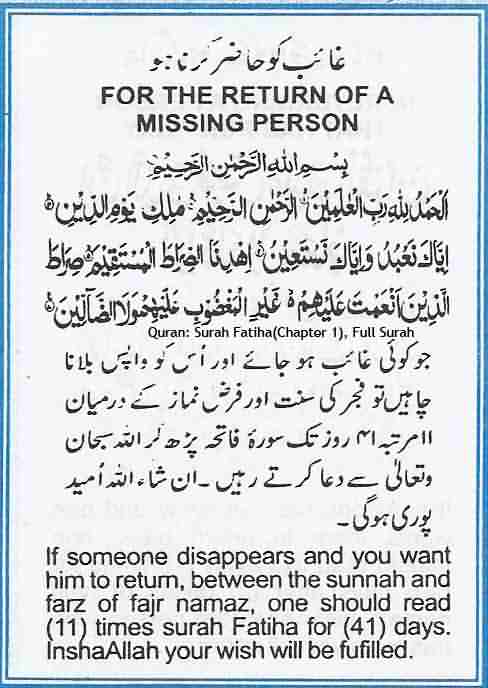 غائب کو حاضر کرنا ہو
FOR THE RETURN OF A
MISSING PERSON
بِسْمِ اللهِ الرَّحْمٰنِ الرَّحِيْمِ
اَلْحَمْدُ لِلّٰهِ رَبِّ الْعٰلَمِيْنَ ۙ الرَّحْمٰنِ الرَّحِيْمِ ۙ مٰلِكِ يَوْمِ الدِّيْنِ ۗ
اِيَّاكَ نَعْبُدُ وَاِيَّاكَ نَسْتَعِيْنُ ۗ اِهْدِنَا الصِّرَاطَ الْمُسْتَقِيْمَ ۙ صِرَاطَ
الَّذِيْنَ اَنْعَمْتَ عَلَيْهِمْ ۙ غَيْرِ الْمَغْضُوْبِ عَلَيْهِمْ وَلَا الضَّآلِّيْنَ
Quran: Surah Fatiha(Chapter 1), Full Surah
جو کوئی غائب ہو جائے اور اُس کو واپس بلانا
چاہیں تو فجر کی سنت اور فرض نماز کے درمیان
۱۱ مرتبہ ۴۱ روز تک سورۂ فاتحہ پڑھ کر اللہ سبحان
وتعالیٰ سے دعا کرتے رہیں ۔ ان شاء اللہ اُمید
پوری ہوگی ۔
If someone disappears and you want
him to return, between the sunnah and
farz of fajr namaz, one should read
(11) times surah Fatiha for (41) days.
InshaAllah your wish will be fufilled.